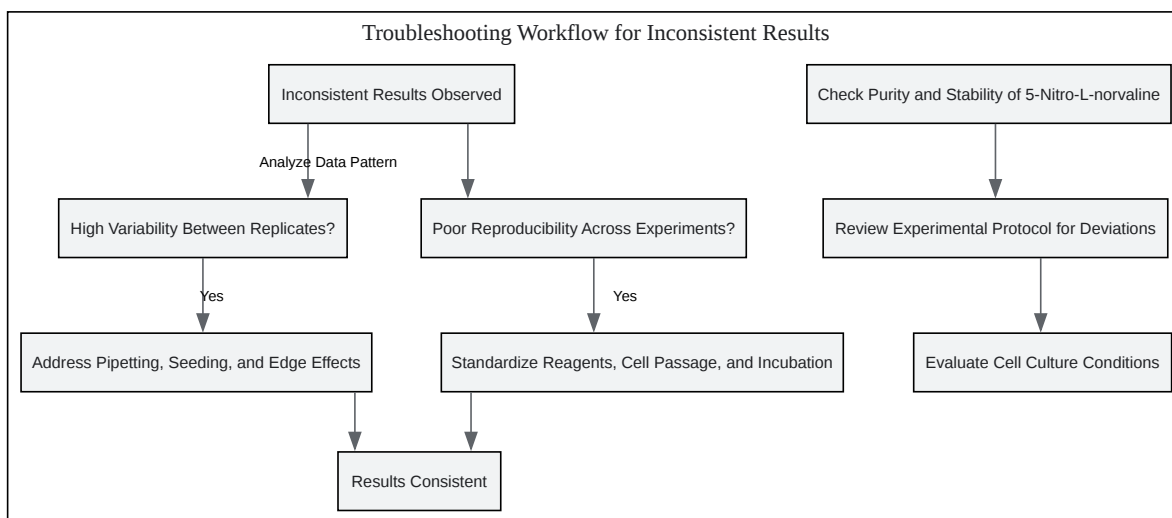 Troubleshooting Workflow for Inconsistent Results
Inconsistent Results Observed
Check Purity and Stability of 5-Nitro-L-norvaline
Analyze Data Pattern
High Variability Between Replicates?
Poor Reproducibility Across Experiments?
Review Experimental Protocol for Deviations
Yes
Yes
Address Pipetting, Seeding, and Edge Effects
Standardize Reagents, Cell Passage, and Incubation
Evaluate Cell Culture Conditions
Results Consistent